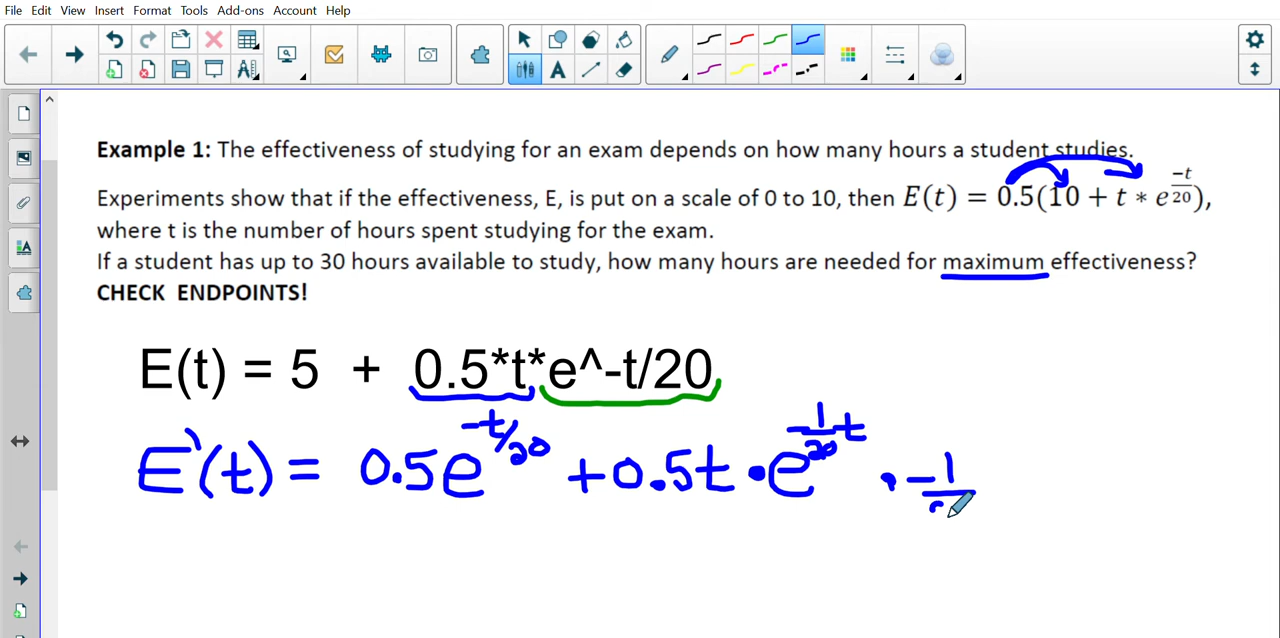 File Edit View Insert Format Tools Add-ons Account Help
Example 1: The effectiveness of studying for an exam depends on how many hours a student studies.
Experiments show that if the effectiveness, E, is put on a scale of 0 to 10, then E(t) = 0.5(10 + t * e^(-t/20)),
where t is the number of hours spent studying for the exam.
If a student has up to 30 hours available to study, how many hours are needed for maximum effectiveness?
CHECK ENDPOINTS!
E(t) = 5 + 0.5*t*e^-t/20
E'(t) = 0.5e^(-t/20) + 0.5t · e^(-1/20 t) · -1/